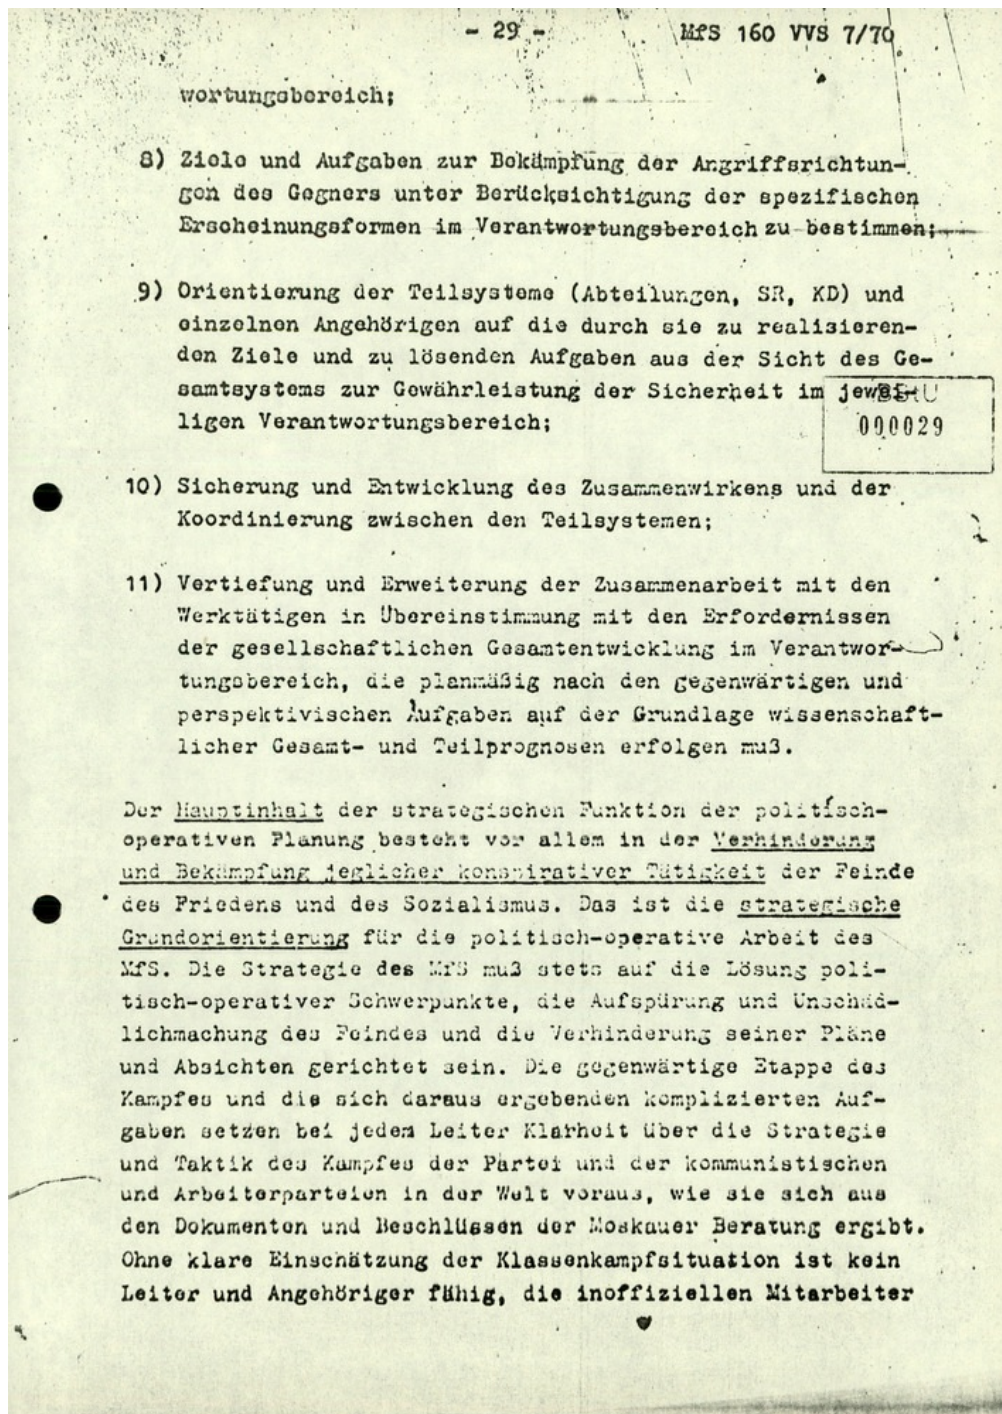 - 29 -
MfS 160 VVS 7/70
wortungsbereich;
8) Ziele und Aufgaben zur Bekämpfung der Angriffsrichtun-
gen des Gegners unter Berücksichtigung der spezifischen
Erscheinungsformen im Verantwortungsbereich zu bestimmen;
9) Orientierung der Teilsysteme (Abteilungen, SR, KD) und
einzelnen Angehörigen auf die durch sie zu realisieren-
den Ziele und zu lösenden Aufgaben aus der Sicht des Ge-
samtsystems zur Gewährleistung der Sicherheit im jewei-
ligen Verantwortungsbereich;
BStU
000029
10) Sicherung und Entwicklung des Zusammenwirkens und der
Koordinierung zwischen den Teilsystemen;
11) Vertiefung und Erweiterung der Zusammenarbeit mit den
Werktätigen in Übereinstimmung mit den Erfordernissen
der gesellschaftlichen Gesamtentwicklung im Verantwor-
tungsbereich, die planmäßig nach den gegenwärtigen und
perspektivischen Aufgaben auf der Grundlage wissenschaft-
licher Gesamt- und Teilprognosen erfolgen muß.
Der Hauptinhalt der strategischen Funktion der politisch-
operativen Planung besteht vor allem in der Verhinderung
und Bekämpfung jeglicher konspirativer Tätigkeit der Feinde
des Friedens und des Sozialismus. Das ist die strategische
Grundorientierung für die politisch-operative Arbeit des
MfS. Die Strategie des MfS muß stets auf die Lösung poli-
tisch-operativer Schwerpunkte, die Aufspürung und Unschäd-
lichmachung des Feindes und die Verhinderung seiner Pläne
und Absichten gerichtet sein. Die gegenwärtige Etappe des
Kampfes und die sich daraus ergebenden komplizierten Auf-
gaben setzen bei jedem Leiter Klarheit über die Strategie
und Taktik des Kampfes der Partei und der kommunistischen
und Arbeiterparteien in der Welt voraus, wie sie sich aus
den Dokumenten und Beschlüssen der Moskauer Beratung ergibt.
Ohne klare Einschätzung der Klassenkampfsituation ist kein
Leiter und Angehöriger fähig, die inoffiziellen Mitarbeiter